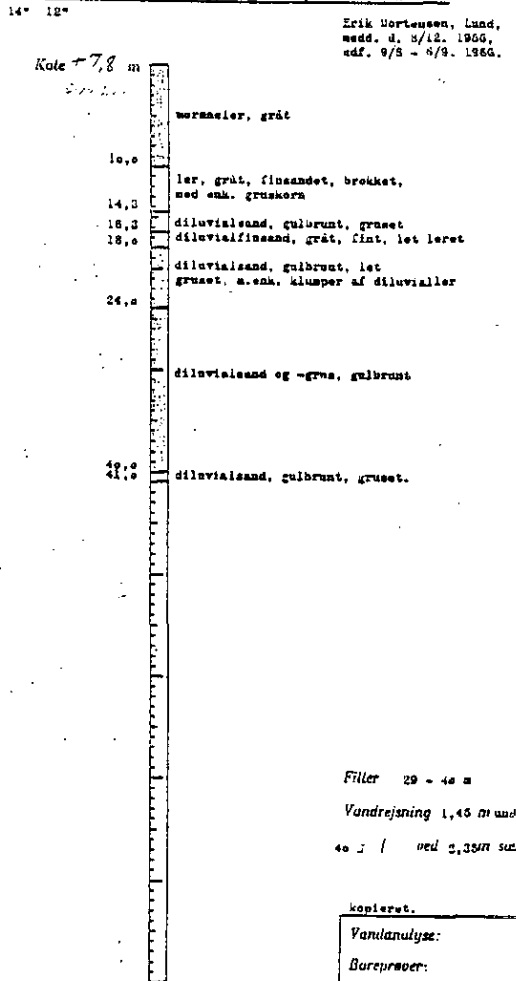 14" 12"
Erik Mortensen, Lund,
medd. d. 8/12. 1966,
udf. 9/8 - 6/9. 1966.
Kote +7,8 m
moræneler, gråt
10,0
ler, gråt, finsandet, brokket,
med enk. gruskorn
14,3
16,3 diluvialsand, gulbrunt, gruset
18,0 diluvialfinsand, gråt, fint, let leret
diluvialsand, gulbrunt, let
gruset, m.enk. klumper af diluvialler
24,0
diluvialsand og -grus, gulbrunt
40,0
41,0 diluvialsand, gulbrunt, gruset.
Filter 29 - 40 m
Vandrejsning 1,45 m und
40 ved 2,35m sæ
kopieret.
Vandanalyse:
Boreprøver: